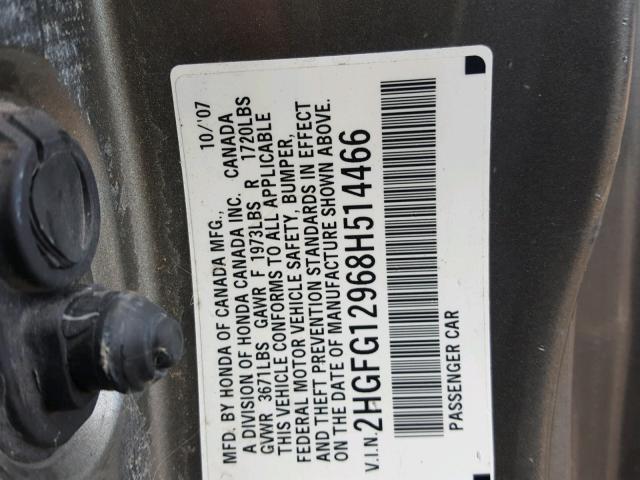 MFD. BY HONDA OF CANADA MFG., 10/'07
A DIVISION OF HONDA CANADA INC. CANADA
GVWR 3671LBS GAWR F 1973LBS R 1720LBS
THIS VEHICLE CONFORMS TO ALL APPLICABLE
FEDERAL MOTOR VEHICLE SAFETY, BUMPER,
AND THEFT PREVENTION STANDARDS IN EFFECT
ON THE DATE OF MANUFACTURE SHOWN ABOVE.
V.I.N. 2HGFG12968H514466
PASSENGER CAR